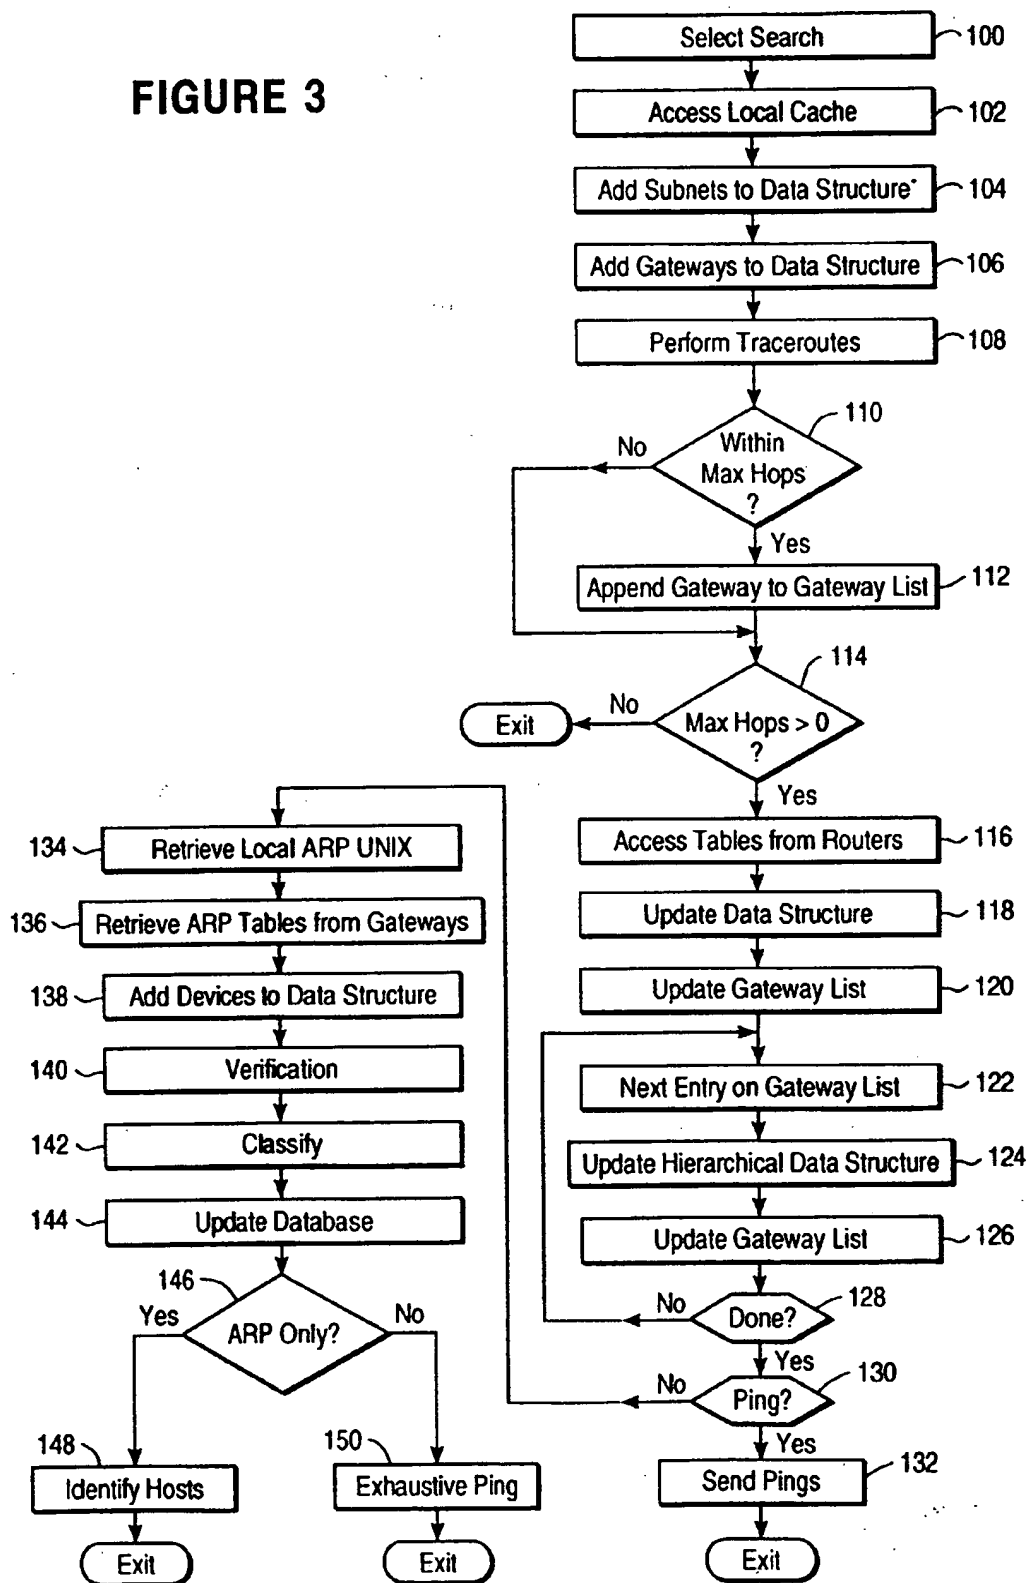 FIGURE 3
Select Search
100
Access Local Cache
102
Add Subnets to Data Structure
104
Add Gateways to Data Structure
106
Perform Traceroutes
108
110
Within
Max Hops
?
No
Yes
Append Gateway to Gateway List
112
114
Max Hops > 0
?
No
Exit
Yes
Access Tables from Routers
116
Update Data Structure
118
Update Gateway List
120
Next Entry on Gateway List
122
Update Hierarchical Data Structure
124
Update Gateway List
126
Done?
128
No
Yes
Ping?
130
No
Yes
Send Pings
132
Exit
134
Retrieve Local ARP UNIX
136
Retrieve ARP Tables from Gateways
138
Add Devices to Data Structure
140
Verification
142
Classify
144
Update Database
146
ARP Only?
Yes
No
148
Identify Hosts
Exit
150
Exhaustive Ping
Exit